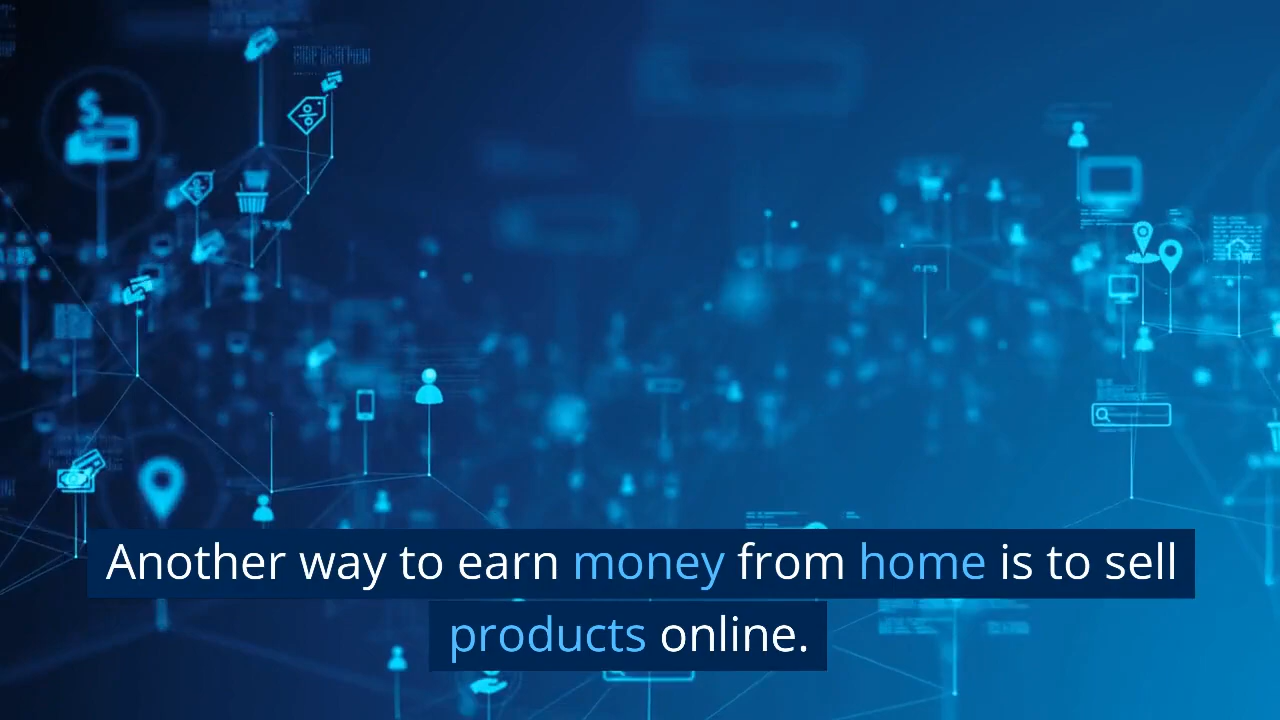 Another way to earn money from home is to sell
products online.